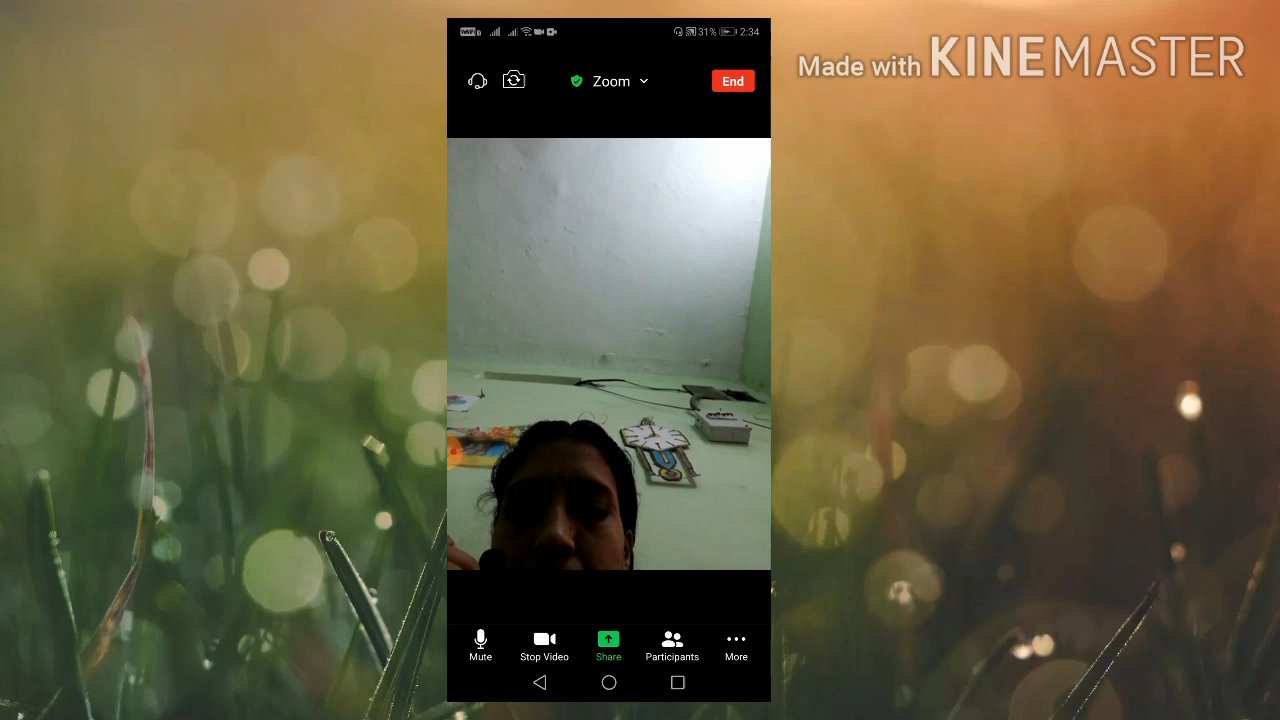 31% 2:34
Made with KINEMASTER
Zoom
End
Mute Stop Video Share Participants More